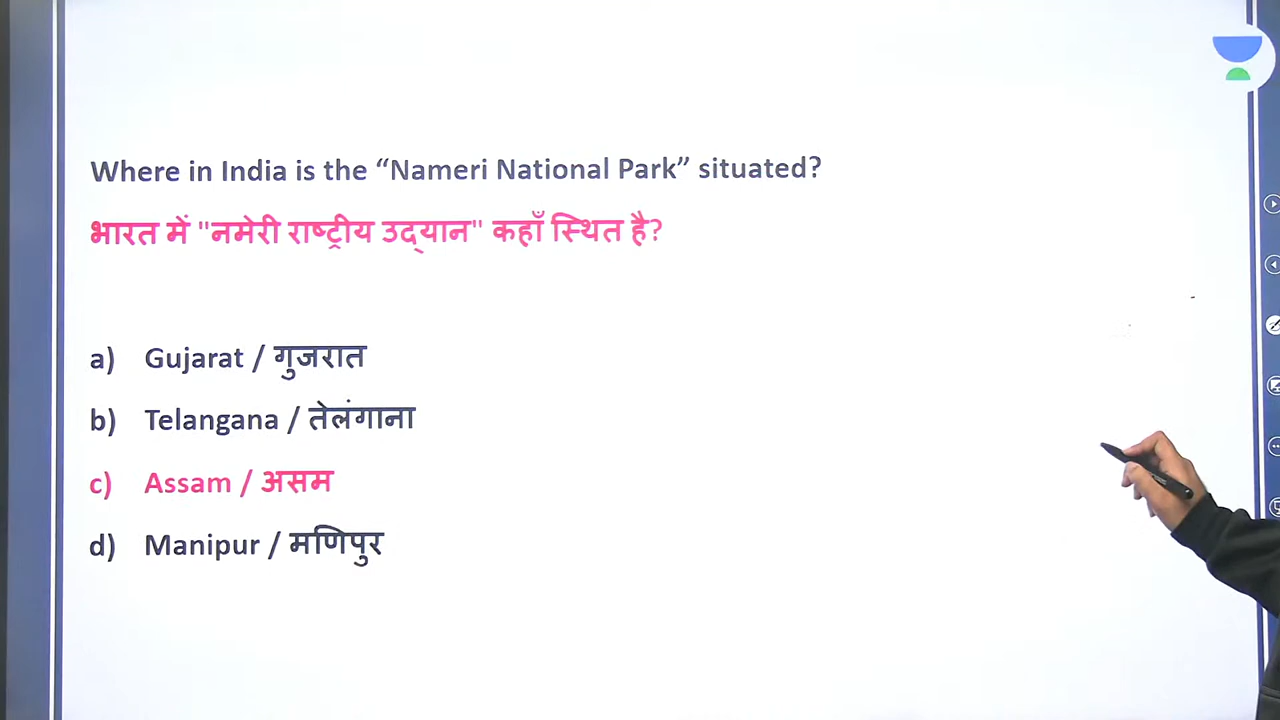 Where in India is the “Nameri National Park” situated?
भारत में "नमेरी राष्ट्रीय उद्यान" कहाँ स्थित है?
a) Gujarat / गुजरात
b) Telangana / तेलंगाना
c) Assam / असम
d) Manipur / मणिपुर